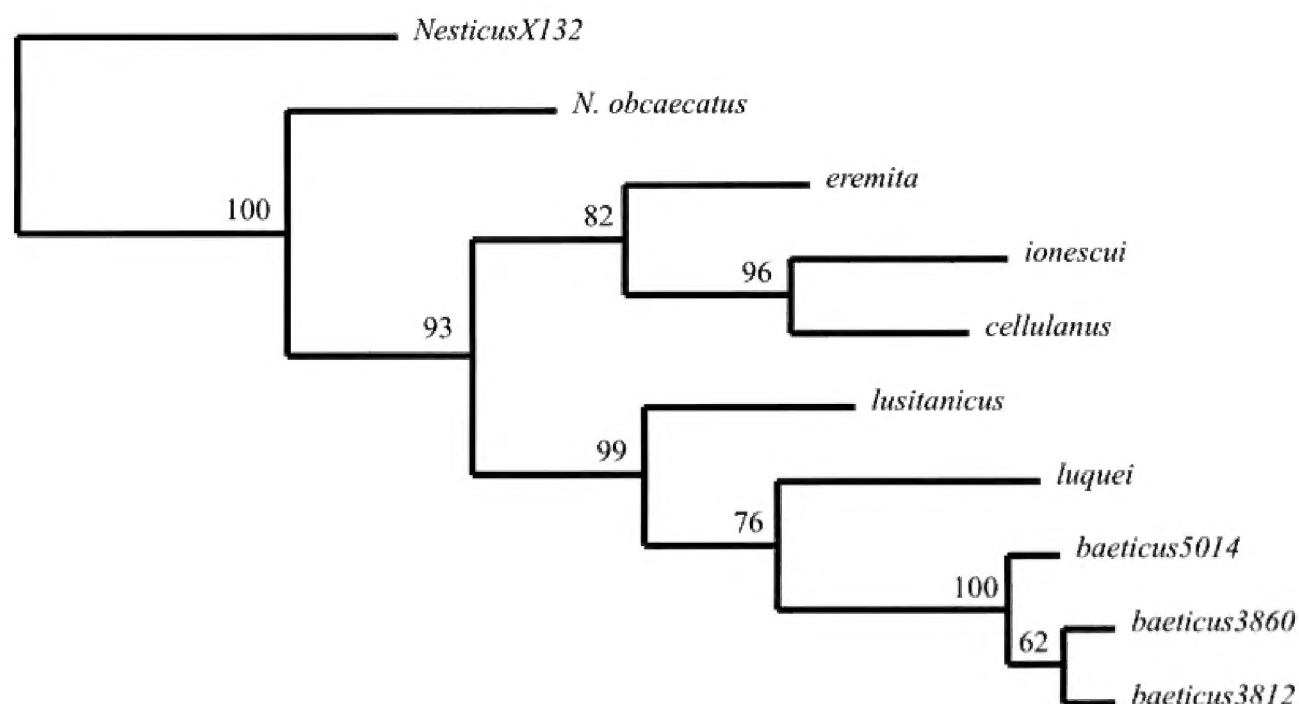 NesticusX132
N. obcaecatus
eremita
82
100
ionescui
96
cellulanus
93
lusitanicus
99
luquei
76
baeticus5014
100
baeticus3860
62
baeticus3812